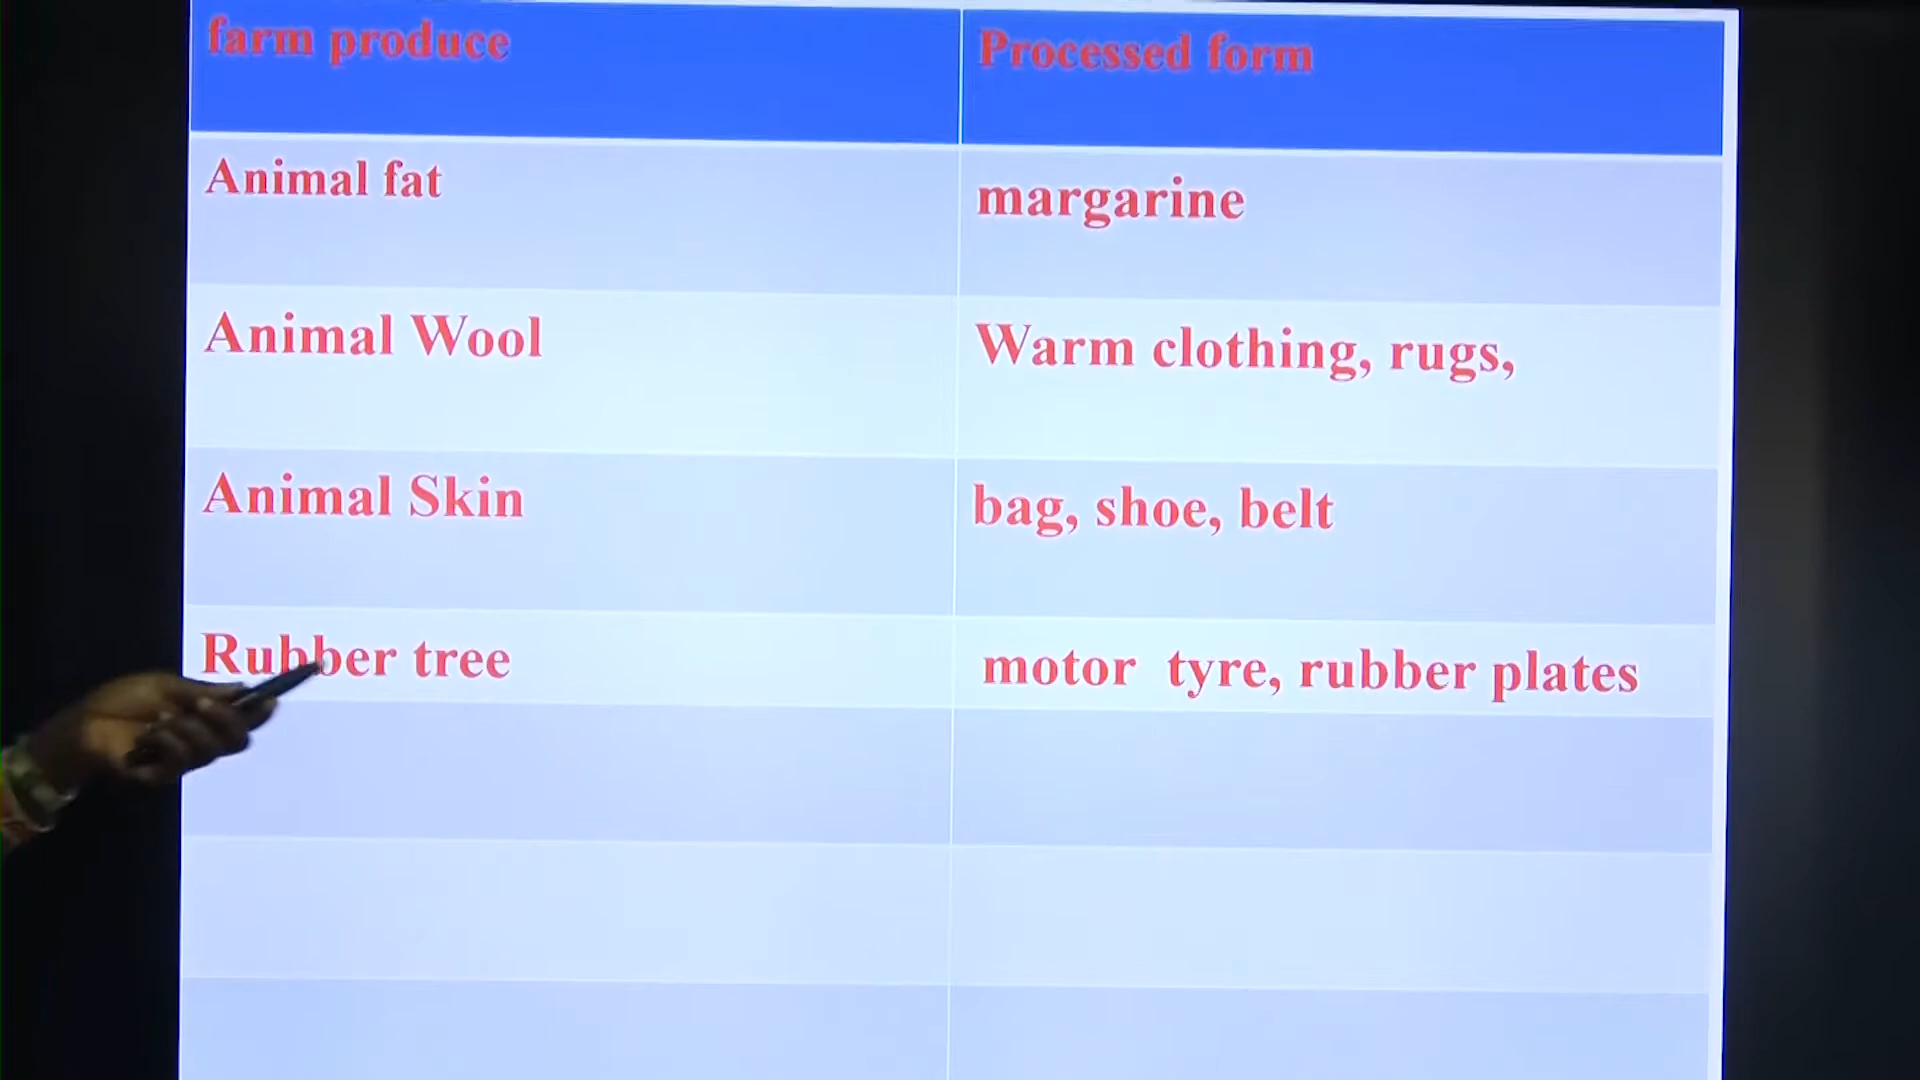 farm produce
Processed form
Animal fat
margarine
Animal Wool
Warm clothing, rugs,
Animal Skin
bag, shoe, belt
Rubber tree
motor tyre, rubber plates